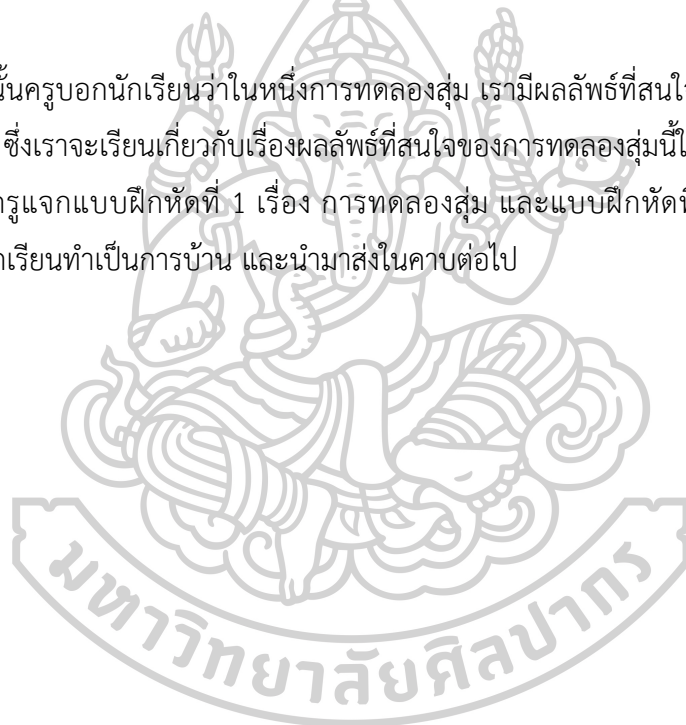 นั้นครูบอกนักเรียนว่าในหนึ่งการทดลองสุ่ม เรามีผลลัพธ์ที่สนใจ
ซึ่งเราจะเรียนเกี่ยวกับเรื่องผลลัพธ์ที่สนใจของการทดลองสุ่มนี้ใ
รูแจกแบบฝึกหัดที่ 1 เรื่อง การทดลองสุ่ม และแบบฝึกหัดที
เรียนทำเป็นการบ้าน และนำมาส่งในคาบต่อไป
มหาวิทยาลัยศิลปากร